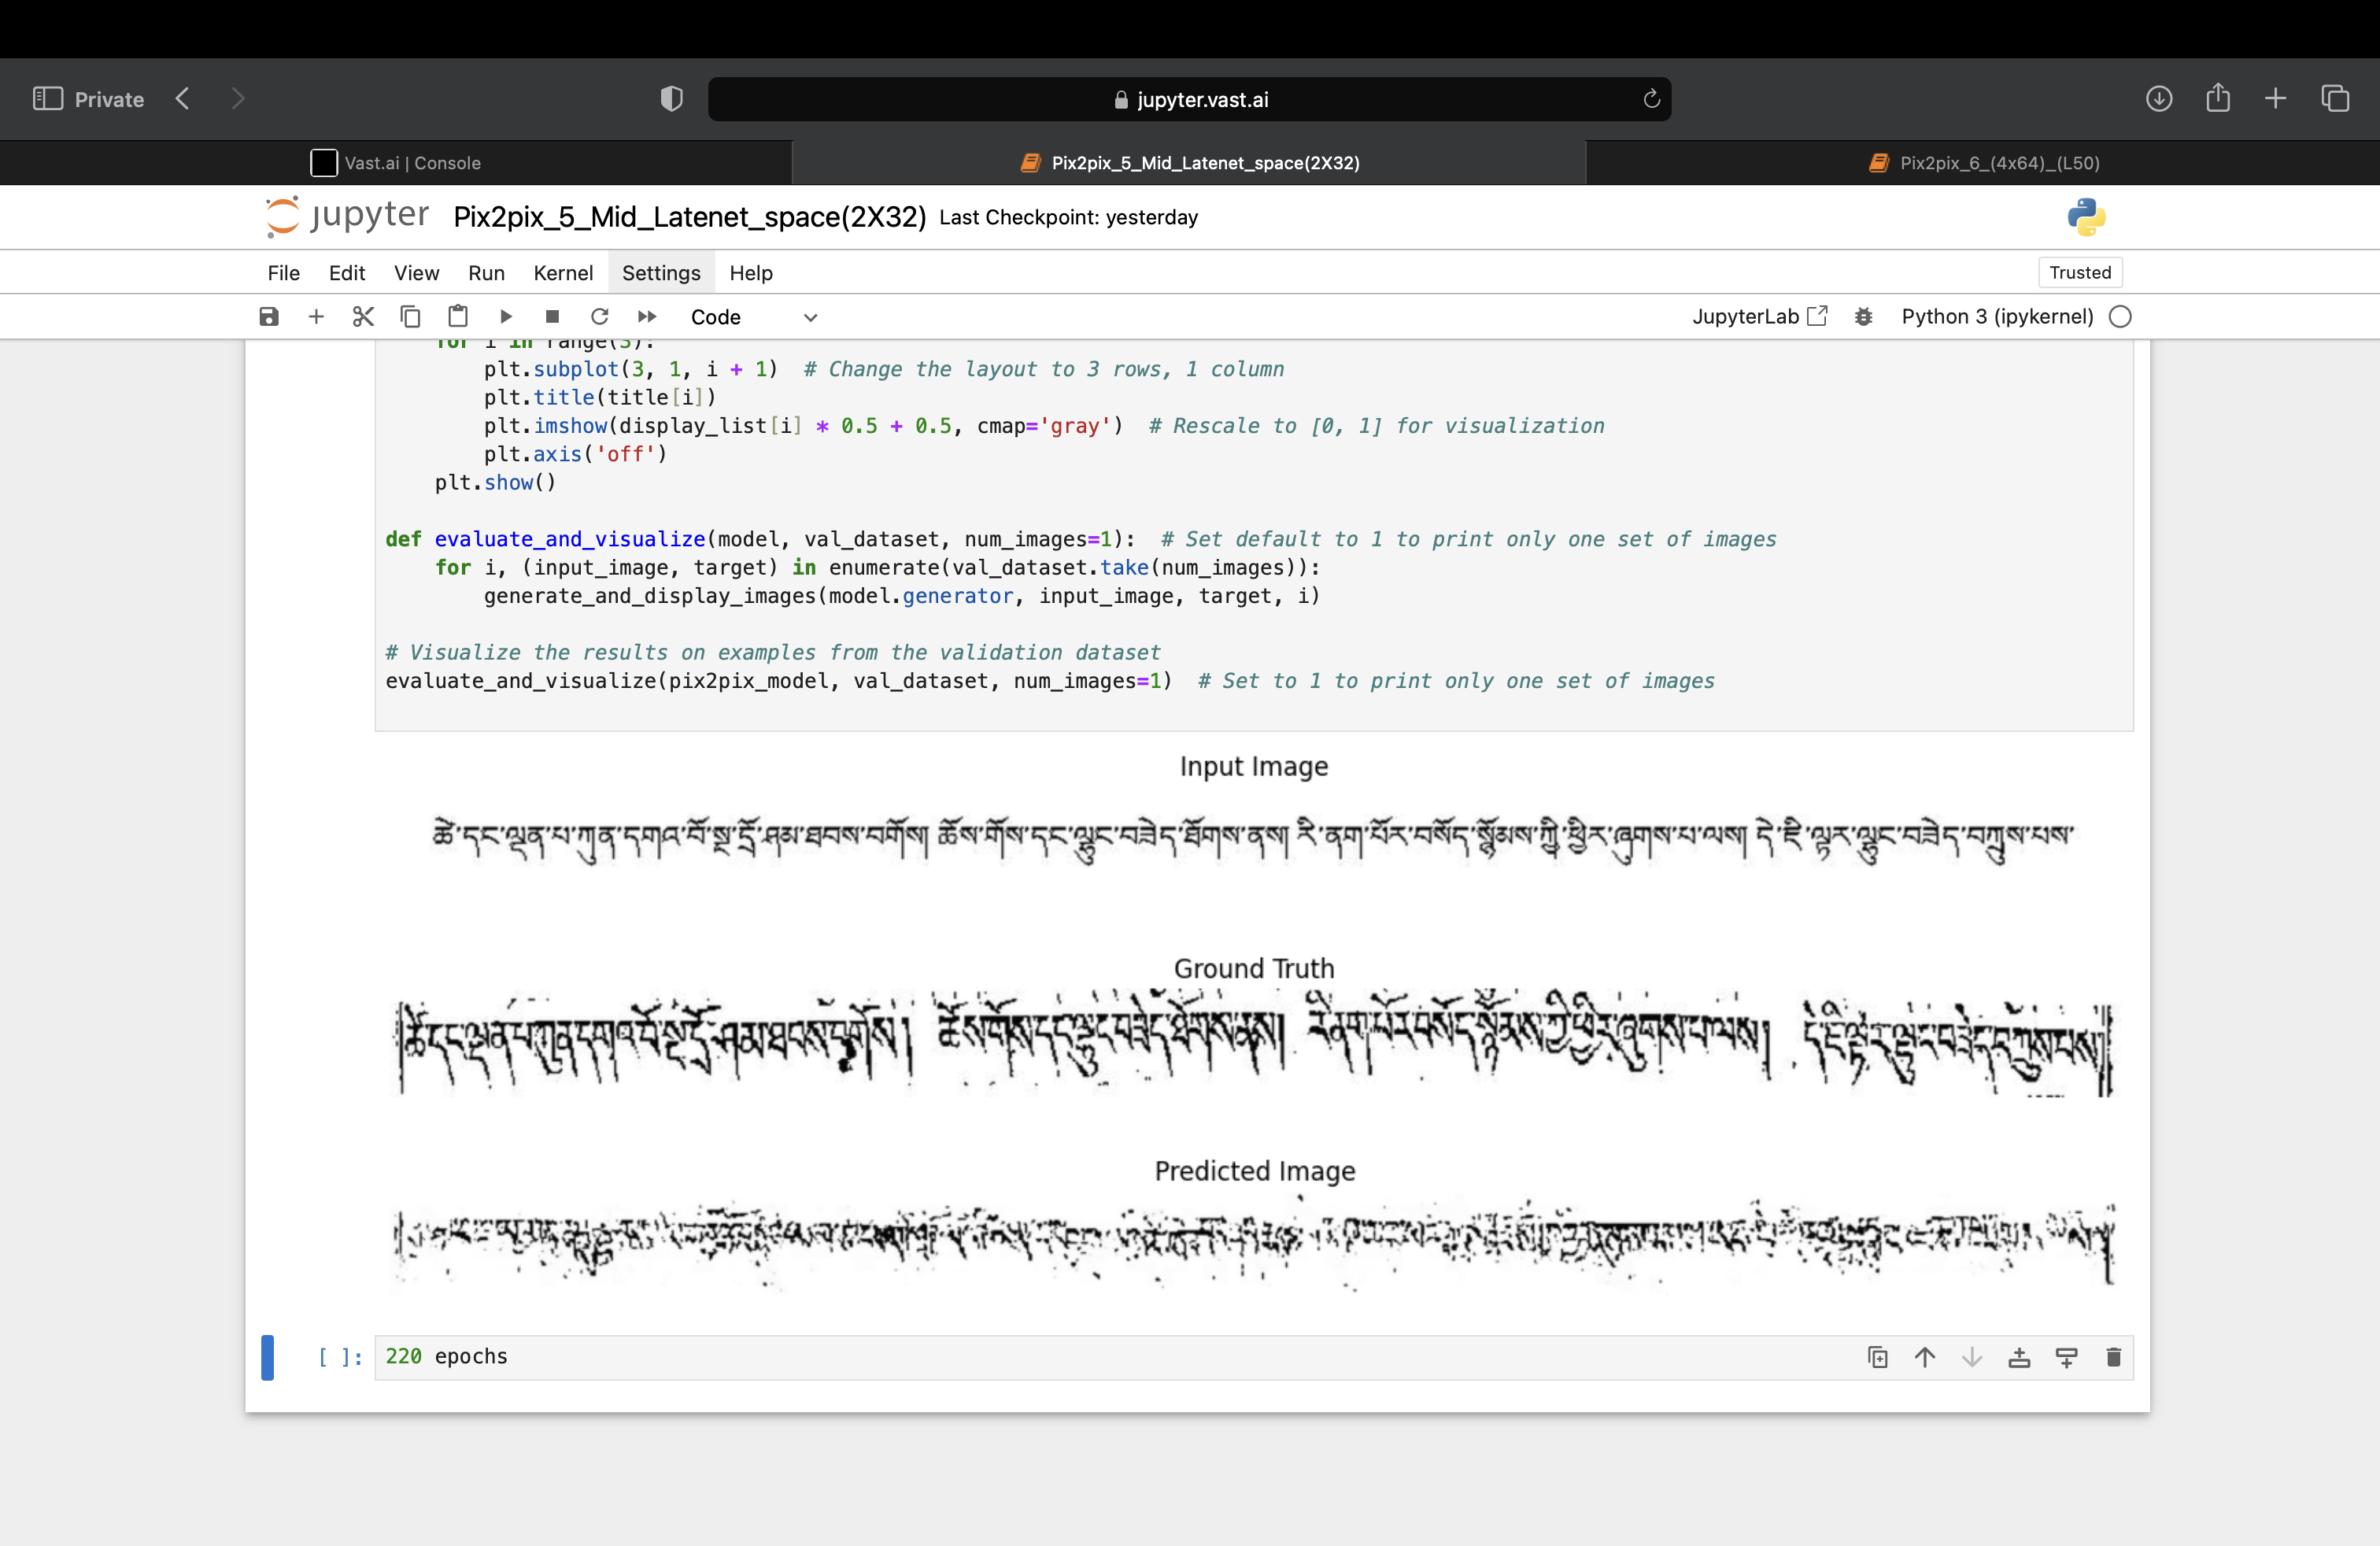 Private
jupyter.vast.ai
Vast.ai | Console
Pix2pix_5_Mid_Latenet_space(2X32)
Pix2pix_6_(4x64)_(L50)
jupyter Pix2pix_5_Mid_Latenet_space(2X32) Last Checkpoint: yesterday
File Edit View Run Kernel Settings Help Trusted
Code JupyterLab Python 3 (ipykernel)
for i in range(3):
plt.subplot(3, 1, i + 1)  # Change the layout to 3 rows, 1 column
plt.title(title[i])
plt.imshow(display_list[i] * 0.5 + 0.5, cmap='gray')  # Rescale to [0, 1] for visualization
plt.axis('off')
plt.show()
def evaluate_and_visualize(model, val_dataset, num_images=1):  # Set default to 1 to print only one set of images
for i, (input_image, target) in enumerate(val_dataset.take(num_images)):
generate_and_display_images(model.generator, input_image, target, i)
# Visualize the results on examples from the validation dataset
evaluate_and_visualize(pix2pix_model, val_dataset, num_images=1)  # Set to 1 to print only one set of images
Input Image
ཚེ་དང་ལྡན་པ་ཀུན་དགའ་བོ་སྔ་དྲོ་ཤམ་ཐབས་བགོས། ཆོས་གོས་དང་ལྷུང་བཟེད་ཐོགས་ནས། རི་ནག་པོར་བསོད་སྙོམས་ཀྱི་ཕྱིར་ཞུགས་པ་ལས། དེ་ཇི་ལྟར་ལྷུང་བཟེད་བཀྲུས་པས་
Ground Truth
Predicted Image
[ ]: 220 epochs